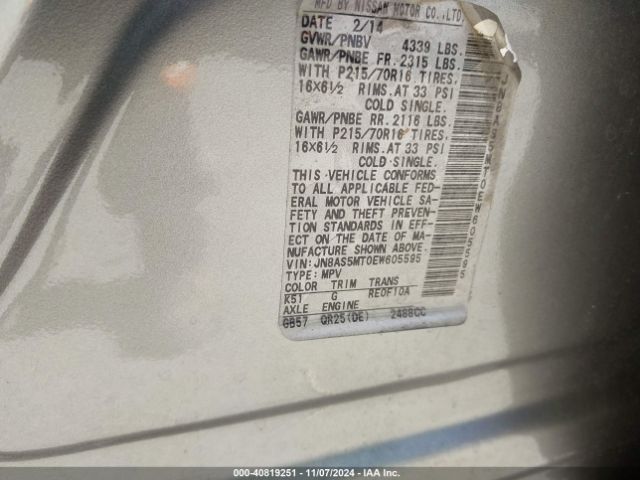 MFD BY NISSAN MOTOR CO.,LTD
DATE 2/14
GVWR/PNBV 4339 LBS.
GAWR/PNBE FR. 2315 LBS.
WITH P215/70R16 TIRES,
16X6½ RIMS.AT 33 PSI
COLD SINGLE.
GAWR/PNBE RR. 2116 LBS.
WITH P215/70R16 TIRES,
16X6½ RIMS.AT 33 PSI
COLD SINGLE.
THIS VEHICLE CONFORMS
TO ALL APPLICABLE FED-
ERAL MOTOR VEHICLE SA-
FETY AND THEFT PREVEN-
TION STANDARDS IN EFF-
ECT ON THE DATE OF MA-
NUFACTURE SHOWN ABOVE.
VIN: JN8AS5MT0EW605595
TYPE: MPV
COLOR TRIM TRANS
K51 G RE0F10A
AXLE ENGINE
GB57 QR25(DE) 2488CC
JN8AS5MT0EW605595
000-40819251 - 11/07/2024 - IAA Inc.